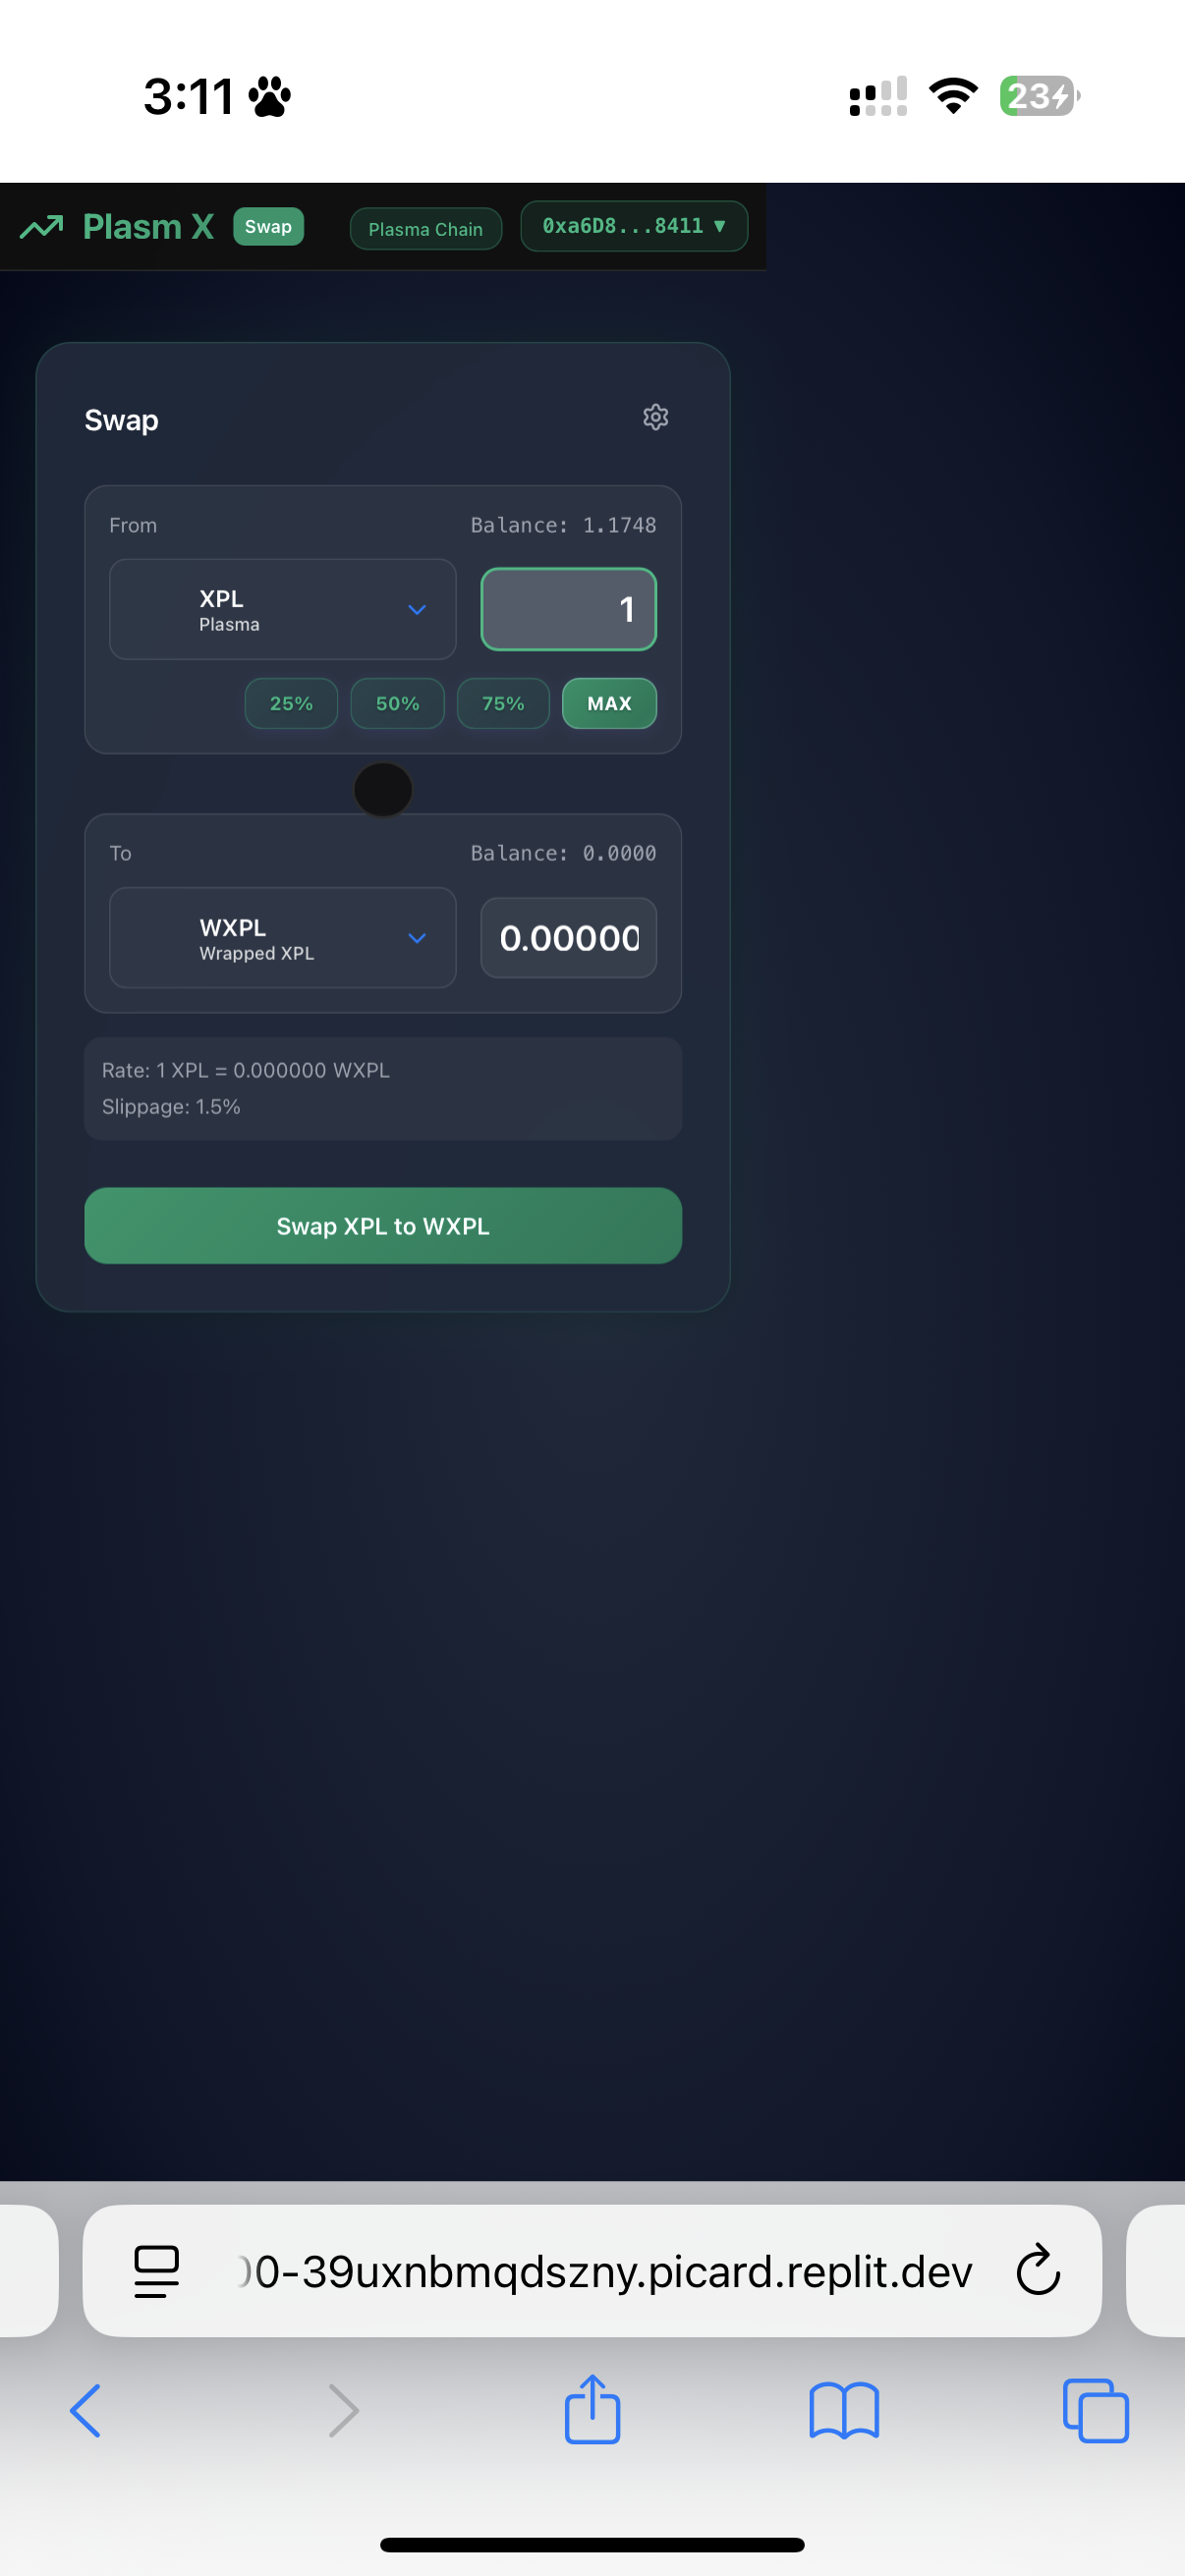 3:11
23
Plasm X
Swap
Plasma Chain
0xa6D8...8411 ▼
Swap
From
Balance: 1.1748
XPL
Plasma
1
25%
50%
75%
MAX
To
Balance: 0.0000
WXPL
Wrapped XPL
0.00000
Rate: 1 XPL = 0.000000 WXPL
Slippage: 1.5%
Swap XPL to WXPL
0-39uxnbmqdszny.picard.replit.dev